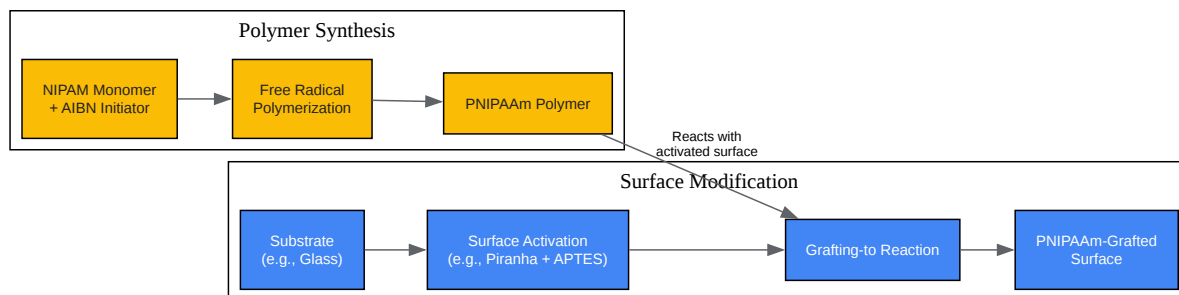 Polymer Synthesis
NIPAM Monomer
+ AIBN Initiator
Free Radical
Polymerization
PNIPAAm Polymer
Reacts with
activated surface
Surface Modification
Substrate
(e.g., Glass)
Surface Activation
(e.g., Piranha + APTES)
Grafting-to Reaction
PNIPAAm-Grafted
Surface